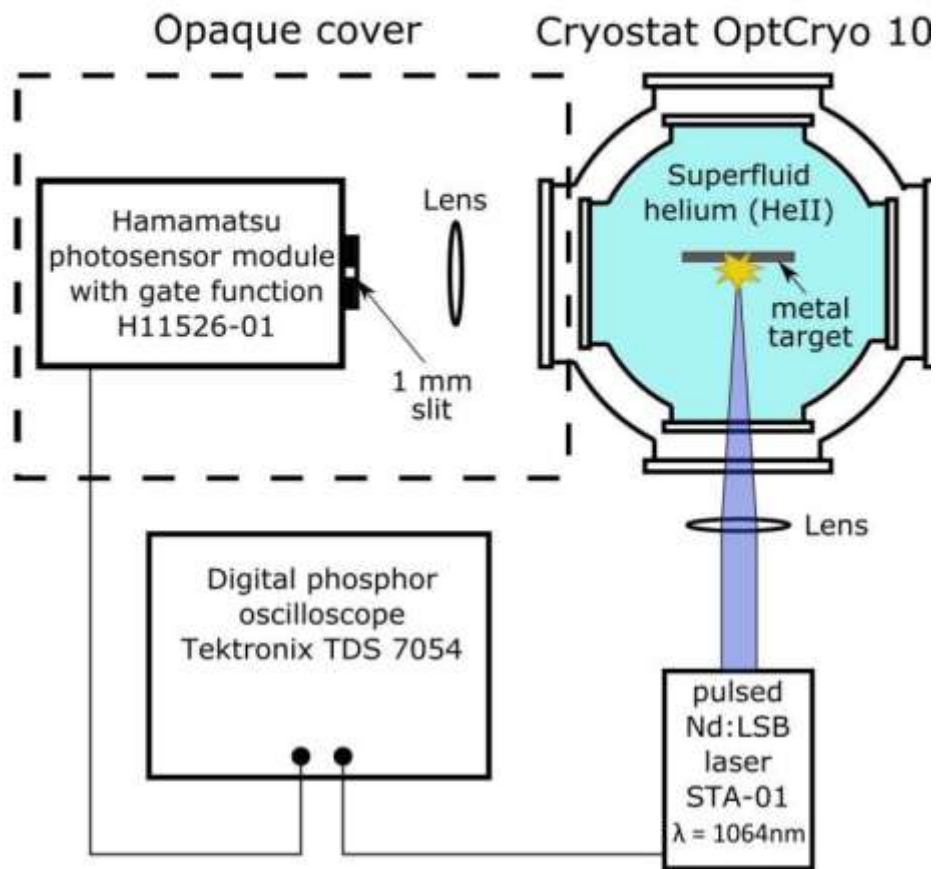 Opaque cover
Cryostat OptCryo 10
Hamamatsu
photosensor module
with gate function
H11526-01
Lens
1 mm
slit
Superfluid
helium (HeII)
metal
target
Lens
Digital phosphor
oscilloscope
Tektronix TDS 7054
pulsed
Nd:LSB
laser
STA-01
λ = 1064nm